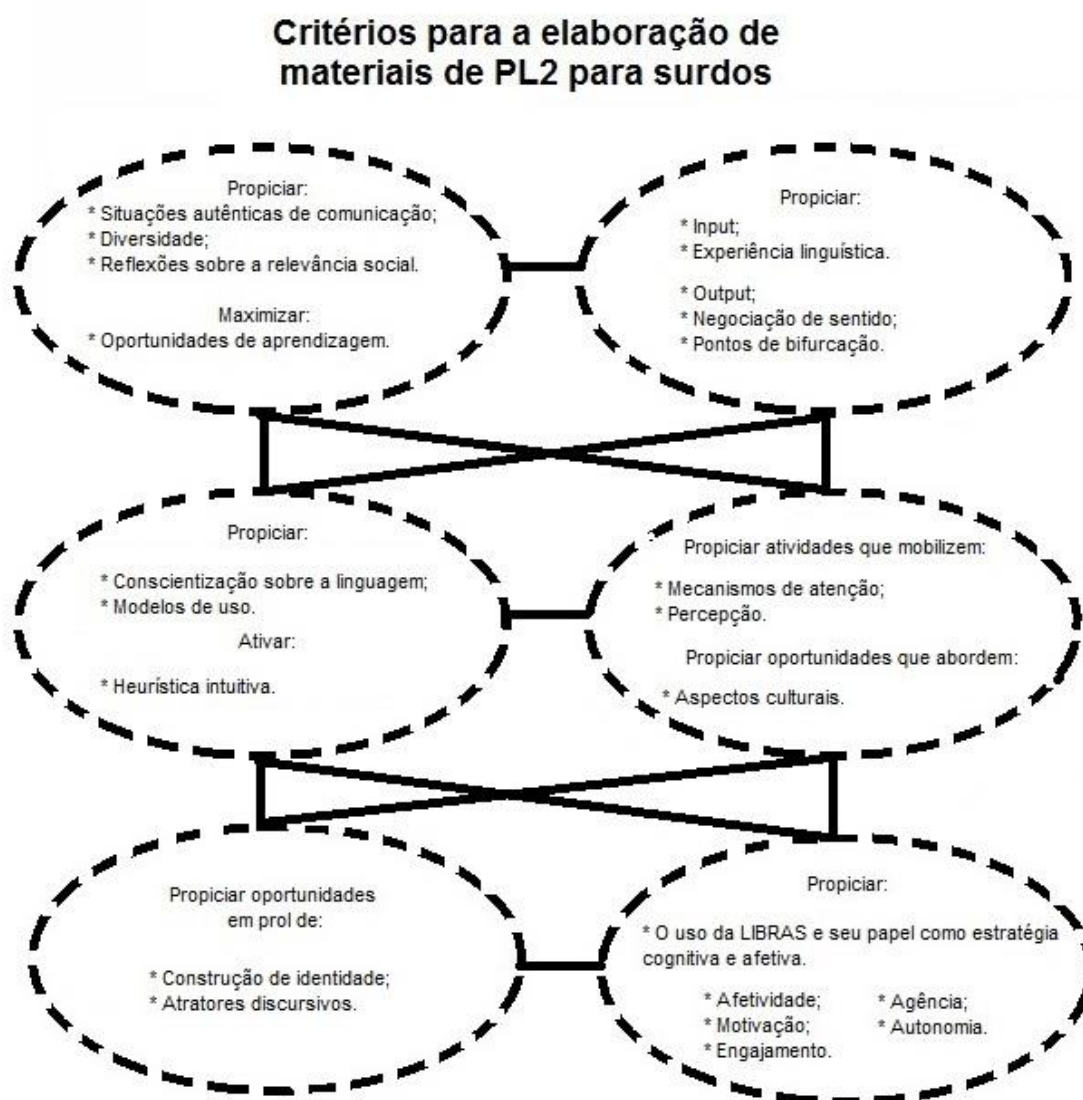 Critérios para a elaboração de
materiais de PL2 para surdos
Propiciar:
* Situações autênticas de comunicação;
* Diversidade;
* Reflexões sobre a relevância social.
Maximizar:
* Oportunidades de aprendizagem.
Propiciar:
* Input;
* Experiência linguística.
* Output;
* Negociação de sentido;
* Pontos de bifurcação.
Propiciar:
* Conscientização sobre a linguagem;
* Modelos de uso.
Ativar:
* Heurística intuitiva.
Propiciar atividades que mobilizem:
* Mecanismos de atenção;
* Percepção.
Propiciar oportunidades que abordem:
* Aspectos culturais.
Propiciar oportunidades
em prol de:
* Construção de identidade;
* Atratores discursivos.
Propiciar:
* O uso da LIBRAS e seu papel como estratégia
cognitiva e afetiva.
* Afetividade;
* Motivação;
* Engajamento.
* Agência;
* Autonomia.